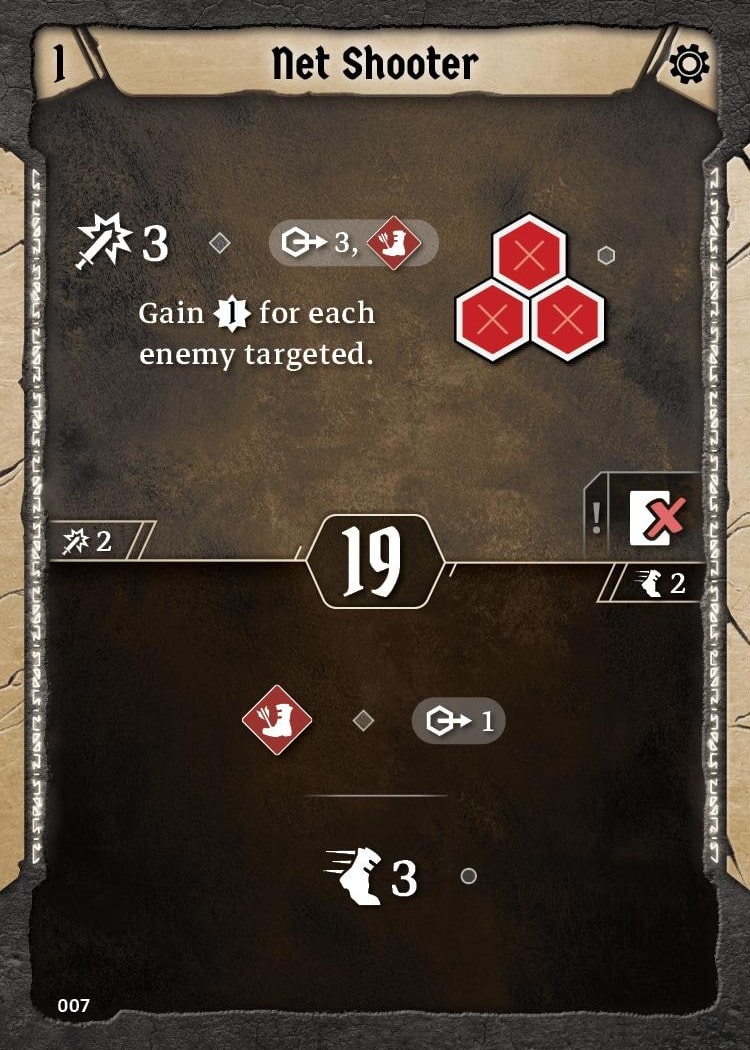 1 Net Shooter
3 3,
Gain 1 for each
enemy targeted.
!
2
19
2
1
3
007